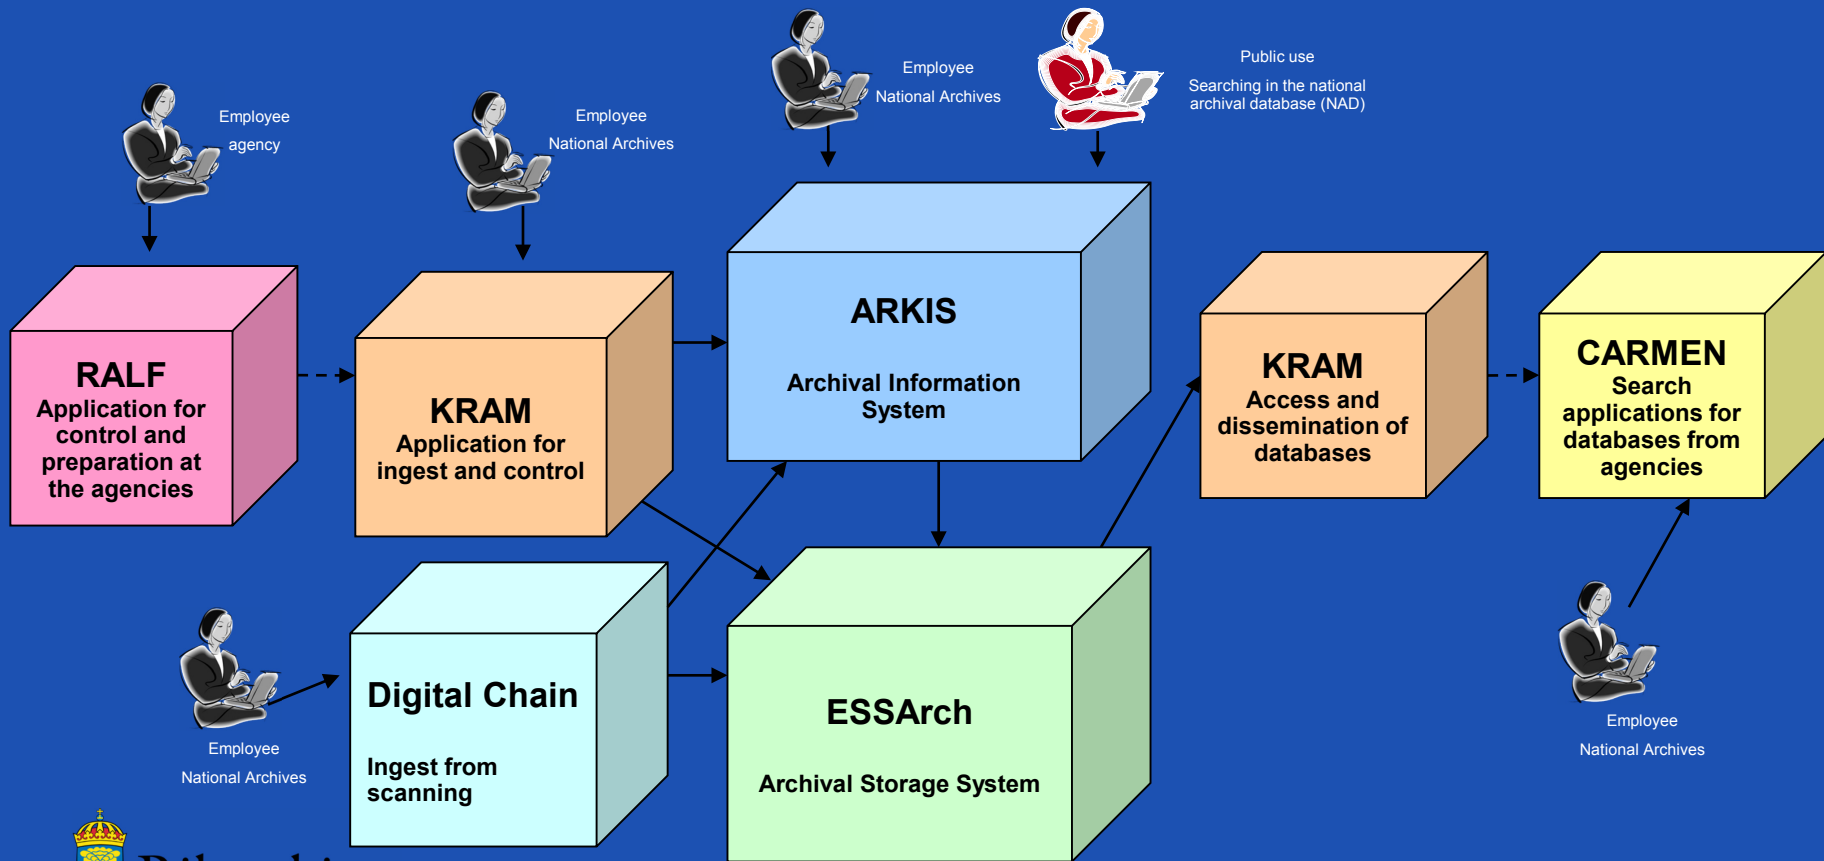 Employee
agency
Employee
National Archives
Employee
National Archives
Public use
Searching in the national
archival database (NAD)
RALF
Application for
control and
preparation at
the agencies
KRAM
Application for
ingest and control
ARKIS
Archival Information
System
KRAM
Access and
dissemination of
databases
CARMEN
Search
applications for
databases from
agencies
Employee
National Archives
Digital Chain
Ingest from
scanning
ESSArch
Archival Storage System
Employee
National Archives